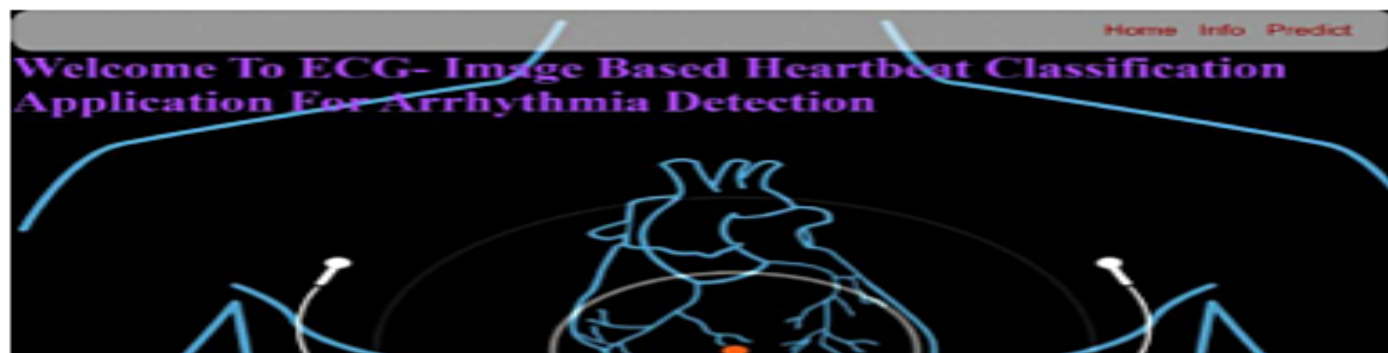 Home Info Predict
Welcome To ECG- Image Based Heartbeat Classification
Application For Arrhythmia Detection